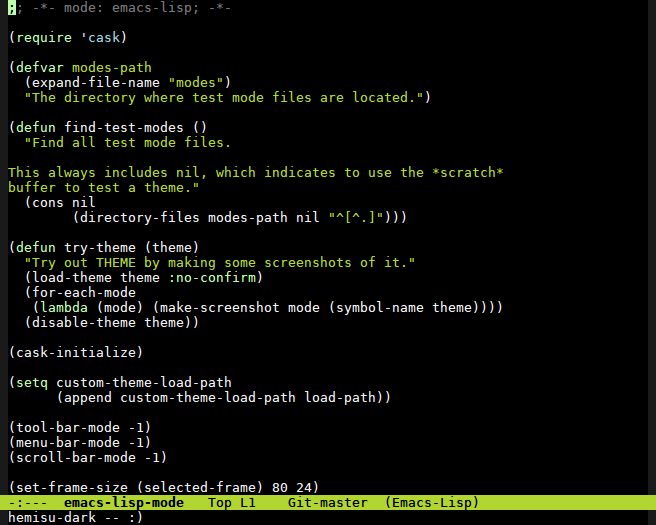 ;; -*- mode: emacs-lisp; -*-

(require 'cask)

(defvar modes-path
  (expand-file-name "modes")
  "The directory where test mode files are located.")

(defun find-test-modes ()
  "Find all test mode files.

This always includes nil, which indicates to use the *scratch*
buffer to test a theme."
  (cons nil
        (directory-files modes-path nil "^[^.]")))

(defun try-theme (theme)
  "Try out THEME by making some screenshots of it."
  (load-theme theme :no-confirm)
  (for-each-mode
   (lambda (mode) (make-screenshot mode (symbol-name theme))))
  (disable-theme theme))

(cask-initialize)

(setq custom-theme-load-path
      (append custom-theme-load-path load-path))

(tool-bar-mode -1)
(menu-bar-mode -1)
(scroll-bar-mode -1)

(set-frame-size (selected-frame) 80 24)
-:---  emacs-lisp-mode   Top L1    Git-master  (Emacs-Lisp)
hemisu-dark -- :)